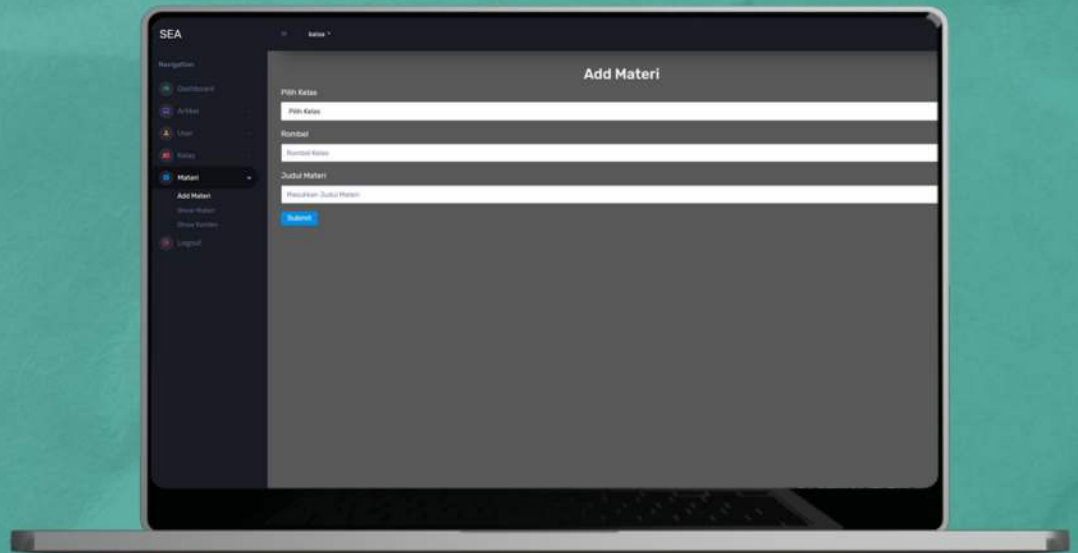 SEA
kelas
Navigation
Dashboard
Artikel
User
Kelas
Materi
Add Materi
Show Materi
Show Konten
Logout
Add Materi
Pilih Kelas
Pilih Kelas
Rombel
Rombel Kelas
Judul Materi
Masukkan Judul Materi
Submit